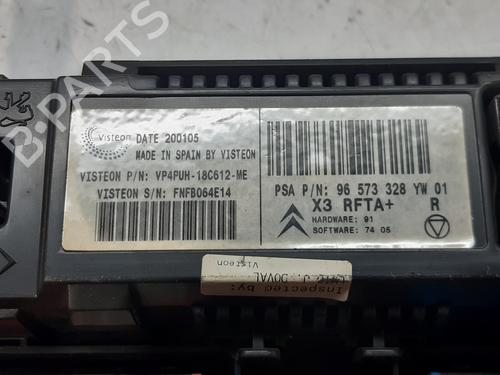 Visteon
DATE 200105
MADE IN SPAIN BY VISTEON
VISTEON P/N: VP4PUH-18C612-ME
VISTEON S/N: FNFB064E14
PSA P/N: 96 573 328 YW 01
X3 RFTA+ R
HARDWARE: 91
SOFTWARE: 74 05
Inspected by:
J. DOVAL
Visteon
B-PARTS